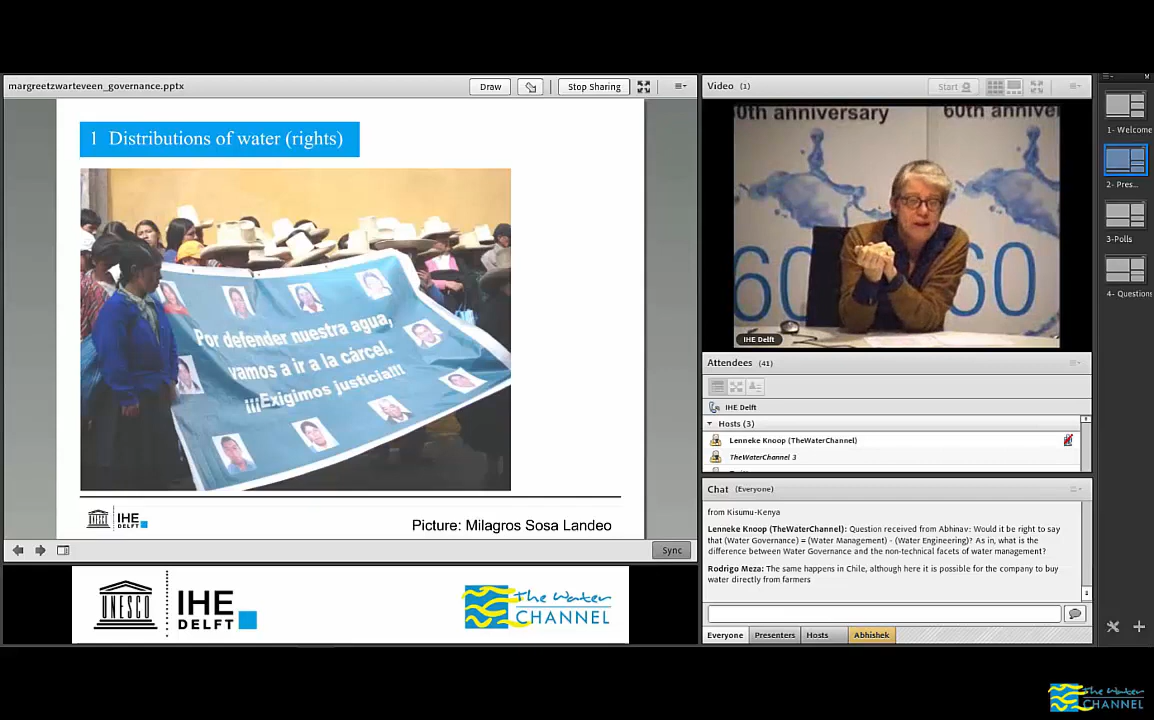 margreetzwarteveen_governance.pptx
Draw
Stop Sharing
1 Distributions of water (rights)
Por defender nuestra agua,
vamos a ir a la cárcel.
¡¡¡Exigimos justicia!!!
UNESCO
IHE
DELFT
Picture: Milagros Sosa Landeo
Sync
UNESCO
IHE
DELFT
The Water
CHANNEL
Video (1)
Start
0th anniversary
60th anniver
60
60
IHE Delft
Attendees (41)
IHE Delft
Hosts (3)
Lenneke Knoop (TheWaterChannel)
TheWaterChannel 3
Chat (Everyone)
from Kisumu-Kenya
Lenneke Knoop (TheWaterChannel): Question received from Abhinav: Would it be right to say
that (Water Governance) = (Water Management) - (Water Engineering)? As in, what is the
difference between Water Governance and the non-technical facets of water management?
Rodrigo Meza: The same happens in Chile, although here it is possible for the company to buy
water directly from farmers
Everyone
Presenters
Hosts
Abhishek
1- Welcome
2- Pres...
3-Polls
4- Questions
The Water
CHANNEL